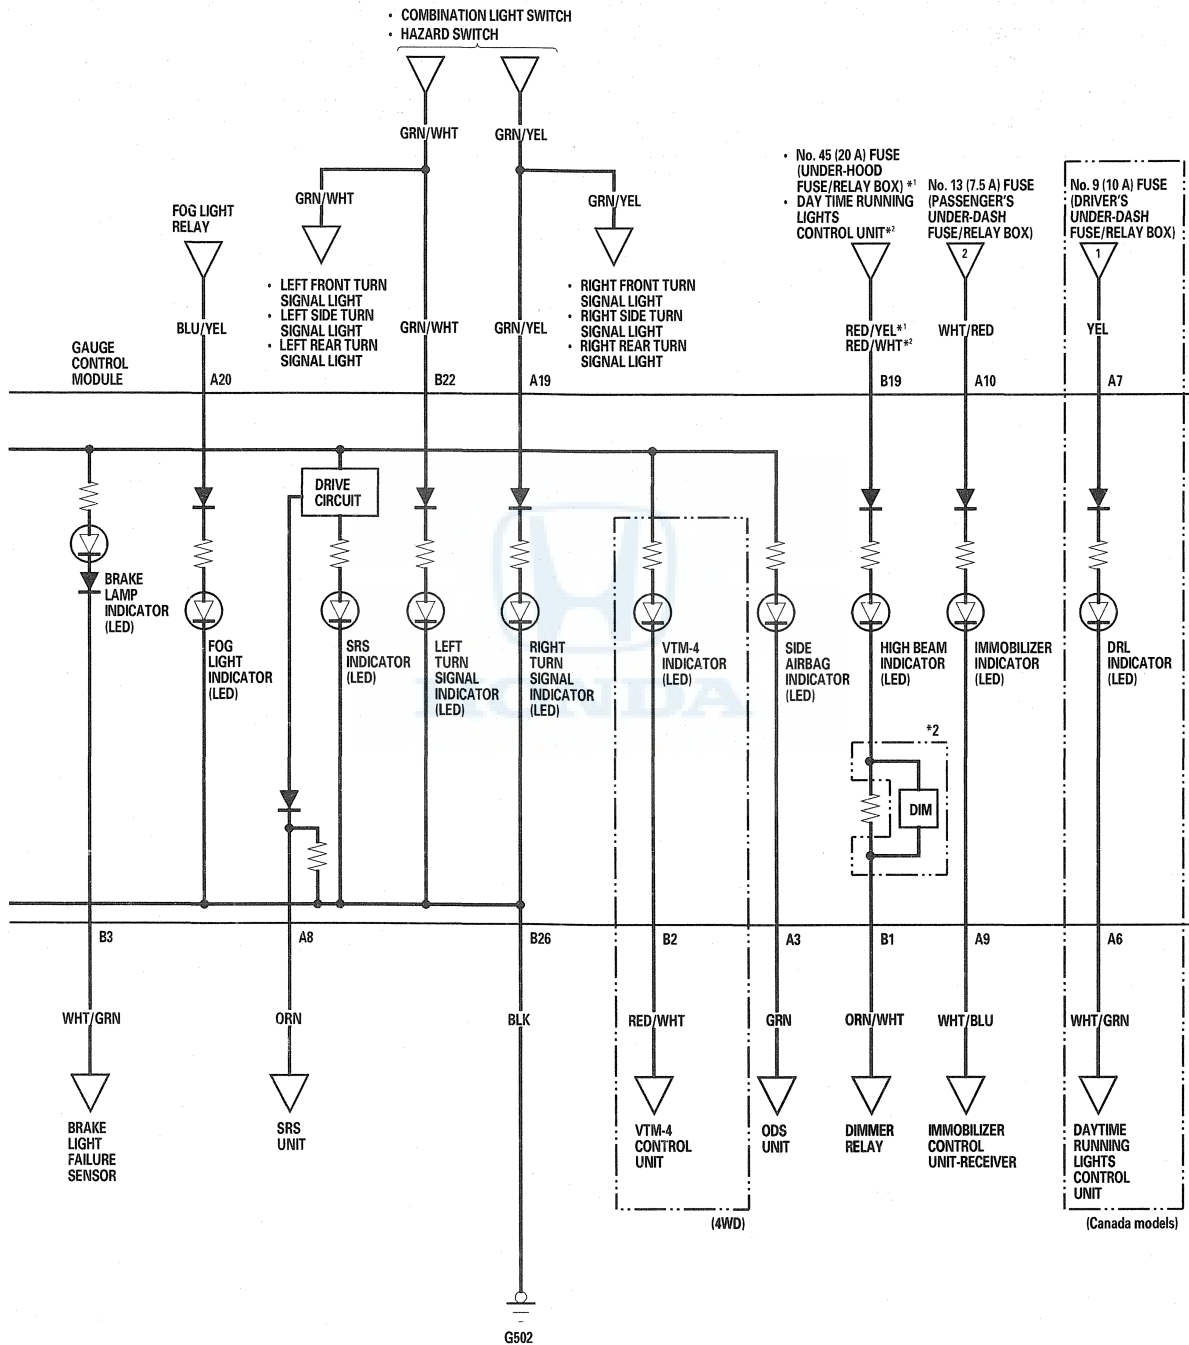 • COMBINATION LIGHT SWITCH
• HAZARD SWITCH
GRN/WHT
GRN/YEL
GRN/WHT
GRN/YEL
FOG LIGHT
RELAY
• No. 45 (20 A) FUSE
(UNDER-HOOD
FUSE/RELAY BOX) *1
• DAY TIME RUNNING
LIGHTS
CONTROL UNIT*2
No. 13 (7.5 A) FUSE
(PASSENGER'S
UNDER-DASH
FUSE/RELAY BOX)
No. 9 (10 A) FUSE
(DRIVER'S
UNDER-DASH
FUSE/RELAY BOX)
2
1
• LEFT FRONT TURN
SIGNAL LIGHT
• LEFT SIDE TURN
SIGNAL LIGHT
• LEFT REAR TURN
SIGNAL LIGHT
• RIGHT FRONT TURN
SIGNAL LIGHT
• RIGHT SIDE TURN
SIGNAL LIGHT
• RIGHT REAR TURN
SIGNAL LIGHT
BLU/YEL
GRN/WHT
GRN/YEL
RED/YEL*1
RED/WHT*2
WHT/RED
YEL
GAUGE
CONTROL
MODULE
A20
B22
A19
B19
A10
A7
DRIVE
CIRCUIT
BRAKE
LAMP
INDICATOR
(LED)
FOG
LIGHT
INDICATOR
(LED)
SRS
INDICATOR
(LED)
LEFT
TURN
SIGNAL
INDICATOR
(LED)
RIGHT
TURN
SIGNAL
INDICATOR
(LED)
VTM-4
INDICATOR
(LED)
SIDE
AIRBAG
INDICATOR
(LED)
HIGH BEAM
INDICATOR
(LED)
IMMOBILIZER
INDICATOR
(LED)
DRL
INDICATOR
(LED)
HONDA
*2
DIM
B3
A8
B26
B2
A3
B1
A9
A6
WHT/GRN
ORN
BLK
RED/WHT
GRN
ORN/WHT
WHT/BLU
WHT/GRN
BRAKE
LIGHT
FAILURE
SENSOR
SRS
UNIT
VTM-4
CONTROL
UNIT
ODS
UNIT
DIMMER
RELAY
IMMOBILIZER
CONTROL
UNIT-RECEIVER
DAYTIME
RUNNING
LIGHTS
CONTROL
UNIT
(4WD)
(Canada models)
G502